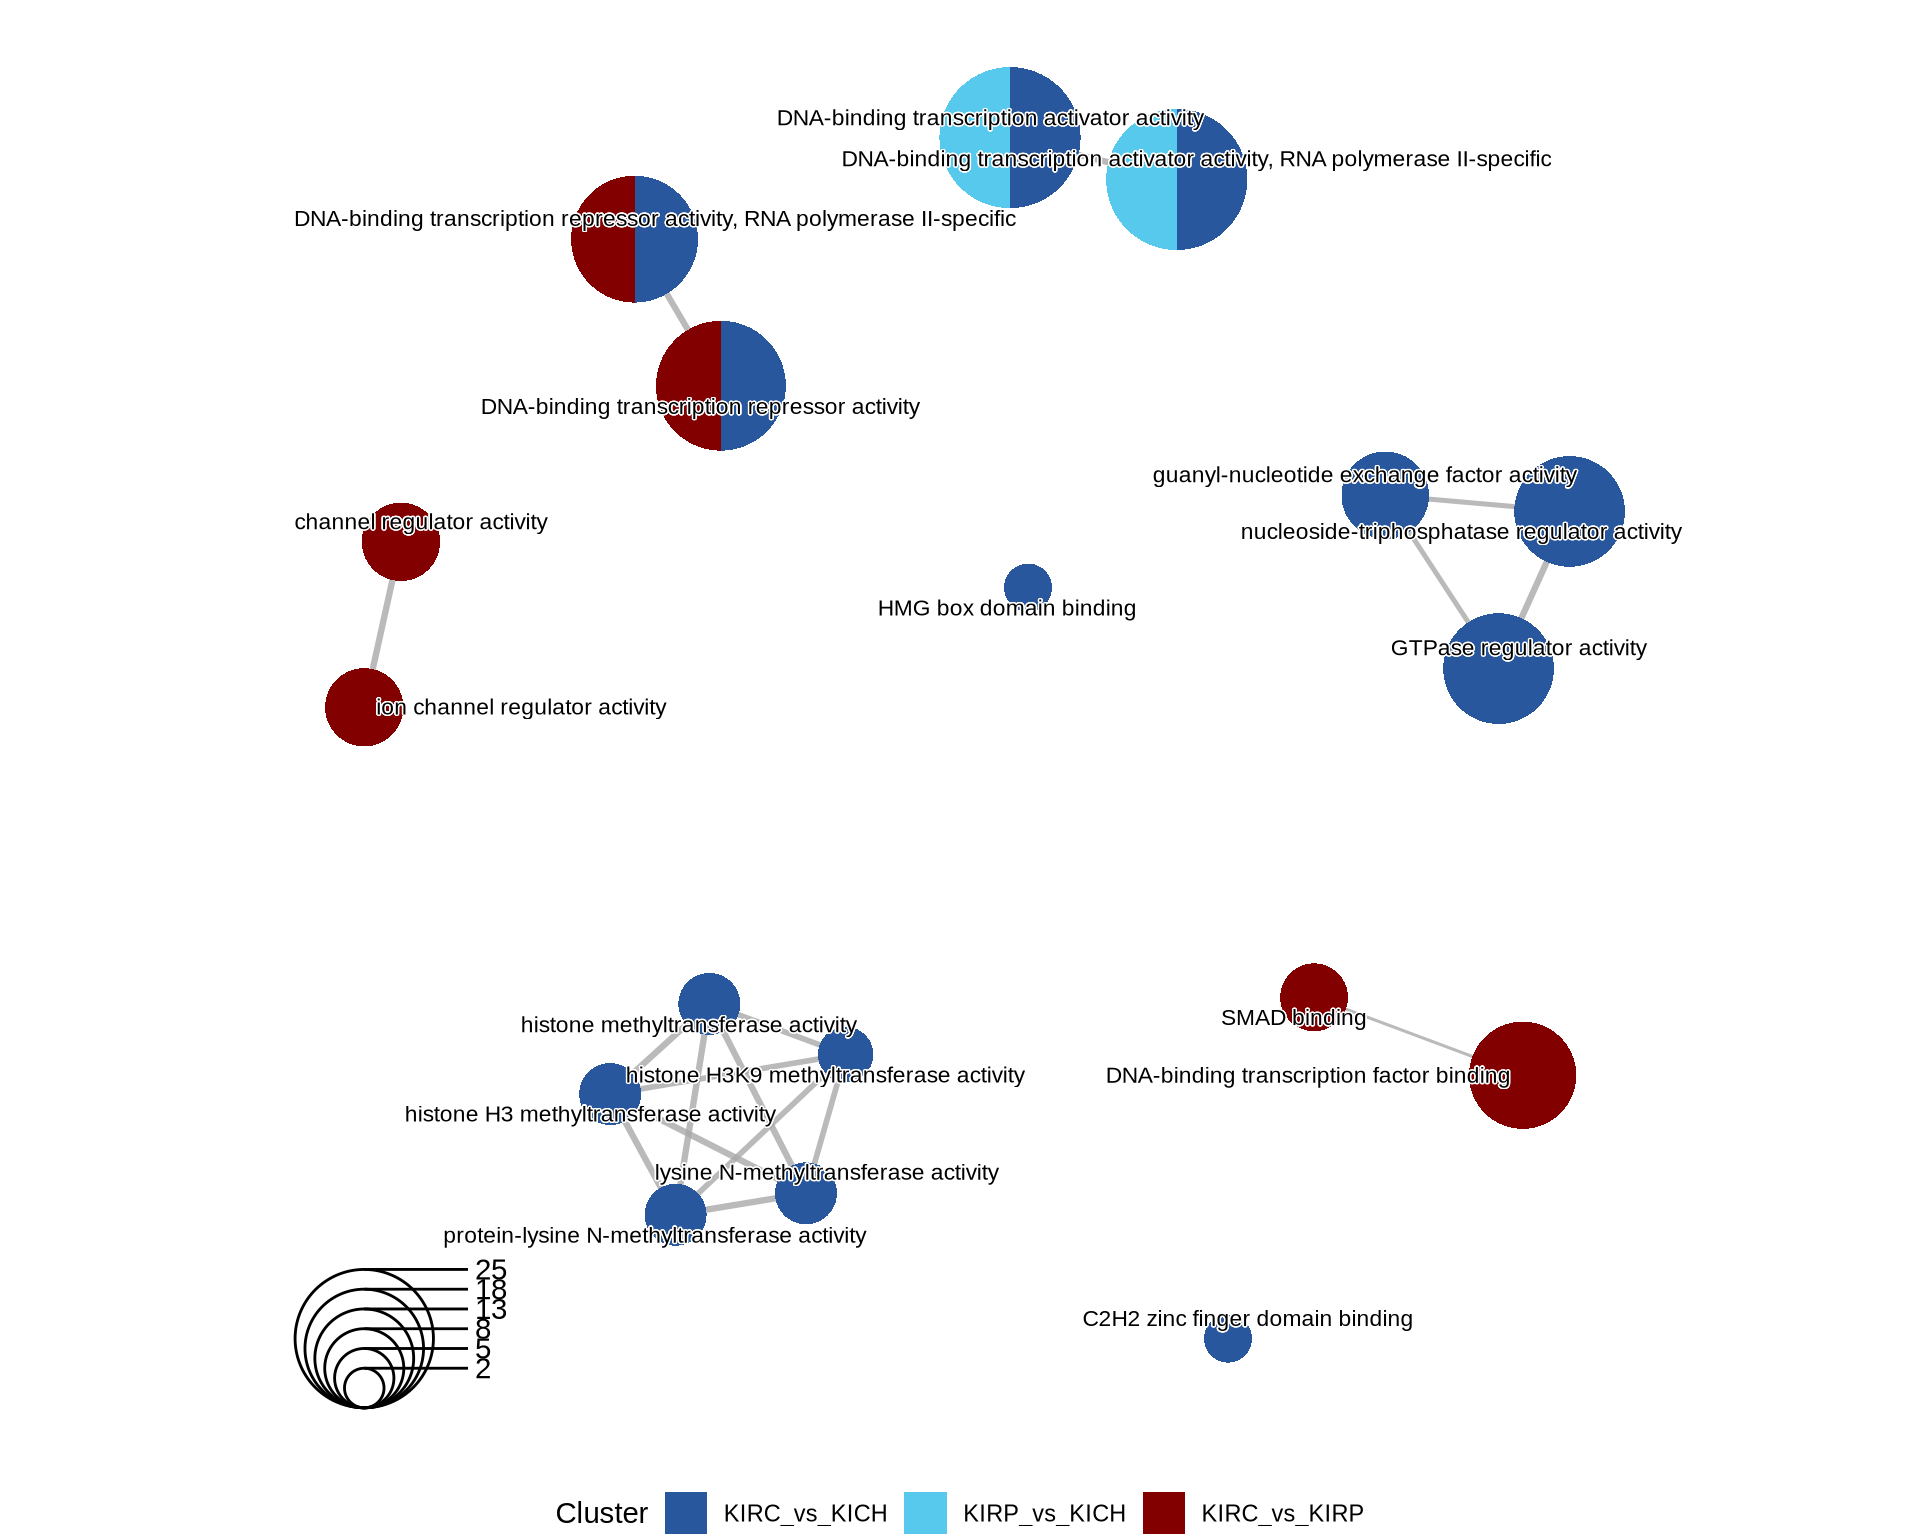 DNA-binding transcription activator activity
DNA-binding transcription activator activity, RNA polymerase II-specific
DNA-binding transcription repressor activity, RNA polymerase II-specific
DNA-binding transcription repressor activity
guanyl-nucleotide exchange factor activity
channel regulator activity
nucleoside-triphosphatase regulator activity
HMG box domain binding
GTPase regulator activity
ion channel regulator activity
SMAD binding
histone methyltransferase activity
histone H3K9 methyltransferase activity
DNA-binding transcription factor binding
histone H3 methyltransferase activity
lysine N-methyltransferase activity
protein-lysine N-methyltransferase activity
25
18
13
8
5
2
C2H2 zinc finger domain binding
Cluster KIRC_vs_KICH KIRP_vs_KICH KIRC_vs_KIRP